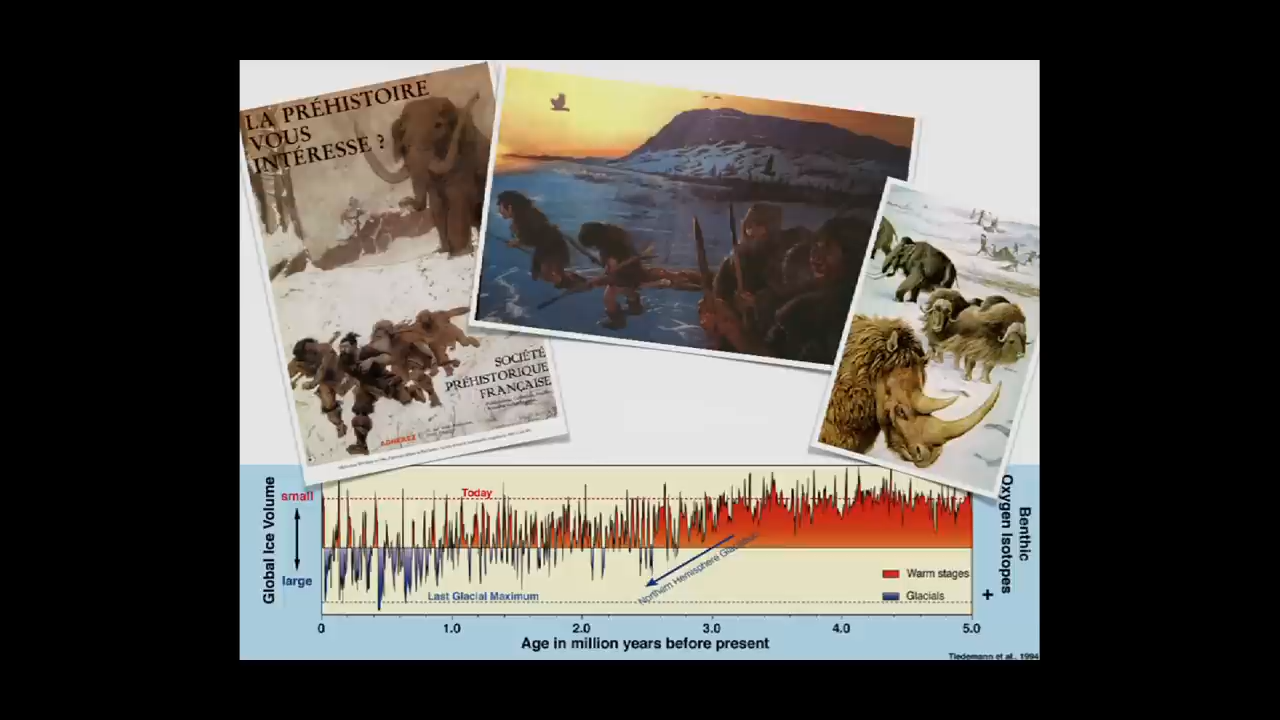 LA PRÉHISTOIRE
VOUS
INTÉRESSE ?
SOCIÉTÉ
PRÉHISTORIQUE
FRANÇAISE
ADHEREZ
Global Ice Volume
small
large
Today
Last Glacial Maximum
Northern Hemisphere Glaciation
Warm stages
Glacials
Benthic
Oxygen Isotopes
+
0 1.0 2.0 3.0 4.0 5.0
Age in million years before present
Tiedemann et al., 1994